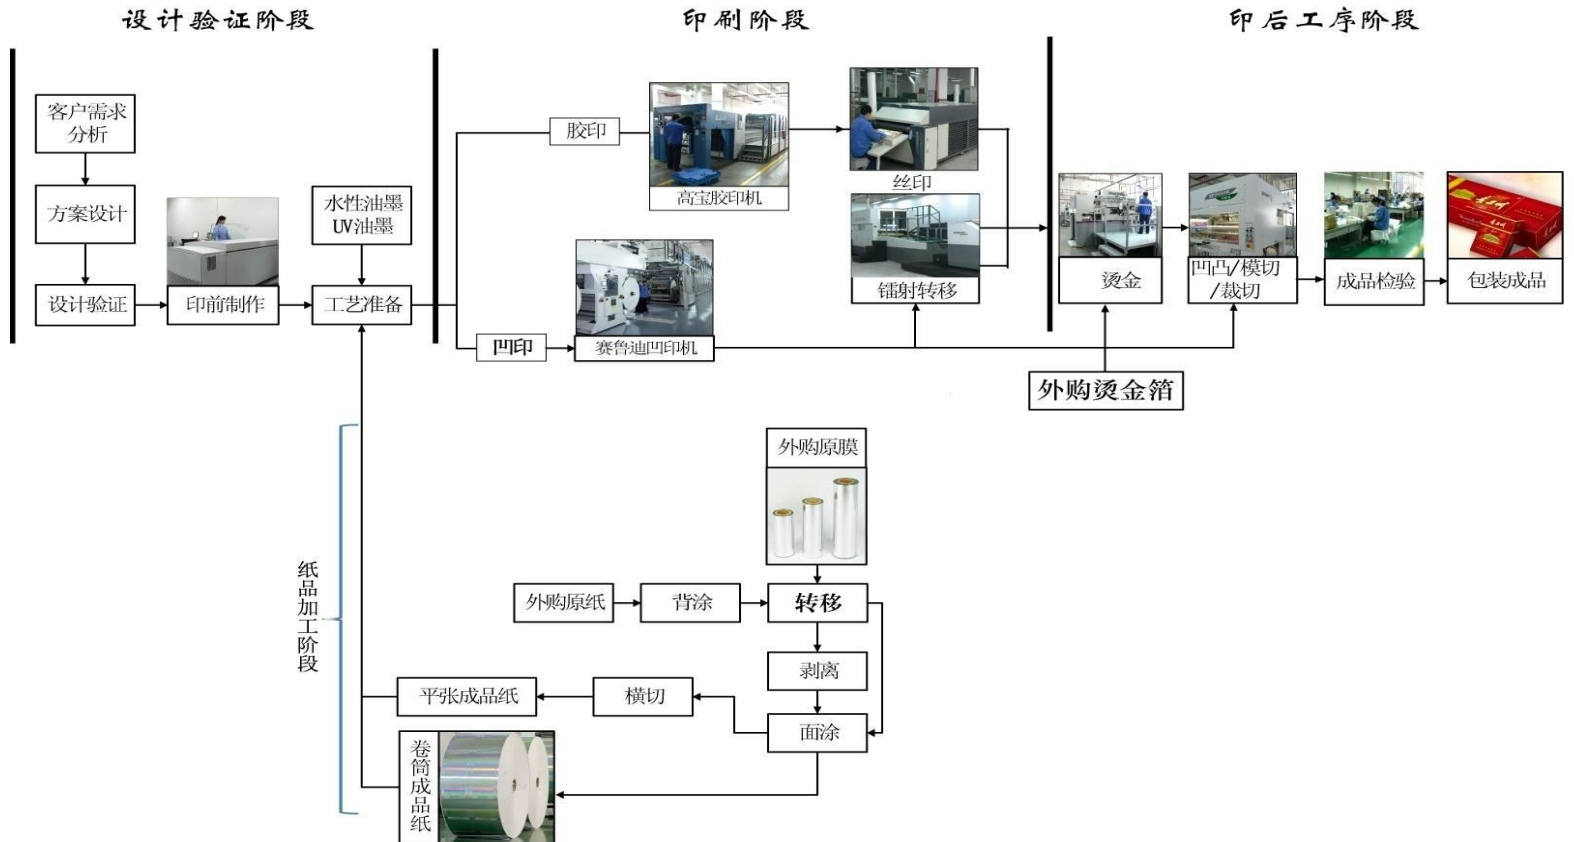 设计验证阶段
印刷阶段
印后工序阶段
客户需求
分析
方案设计
设计验证
印前制作
水性油墨
UV油墨
工艺准备
胶印
高宝胶印机
丝印
镭射转移
凹印
赛鲁迪凹印机
烫金
凹凸/模切
/裁切
成品检验
包装成品
外购烫金箔
外购原膜
外购原纸
背涂
转移
剥离
面涂
横切
平张成品纸
卷筒成品纸
纸品加工阶段